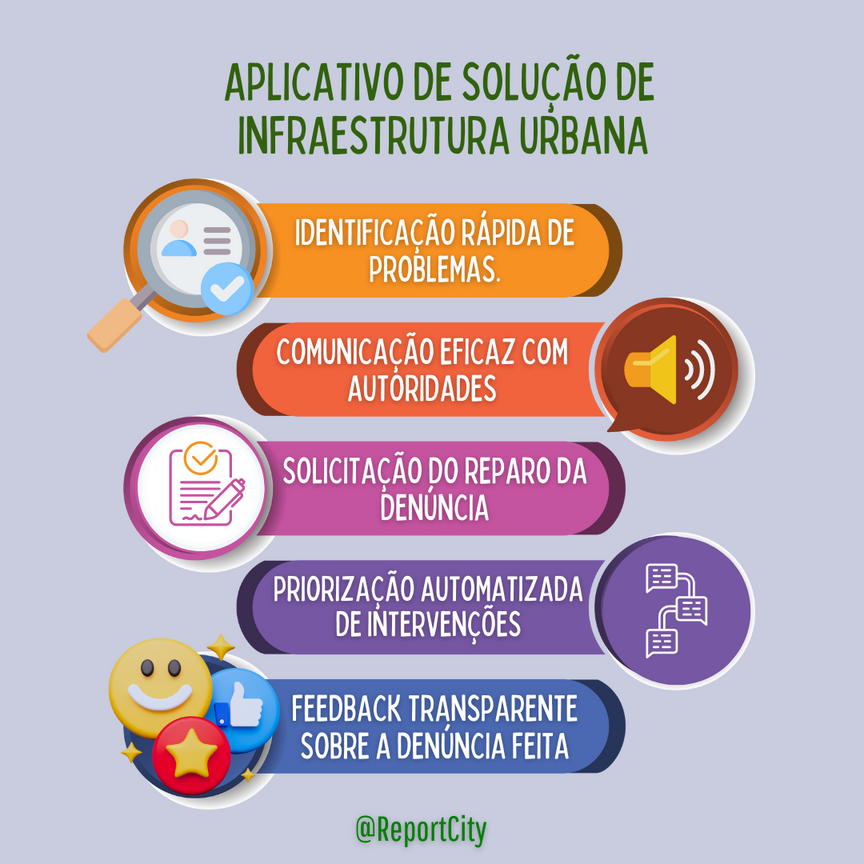 APLICATIVO DE SOLUÇÃO DE
INFRAESTRUTURA URBANA
IDENTIFICAÇÃO RÁPIDA DE
PROBLEMAS.
COMUNICAÇÃO EFICAZ COM
AUTORIDADES
SOLICITAÇÃO DO REPARO DA
DENÚNCIA
PRIORIZAÇÃO AUTOMATIZADA
DE INTERVENÇÕES
FEEDBACK TRANSPARENTE
SOBRE A DENÚNCIA FEITA
@ReportCity